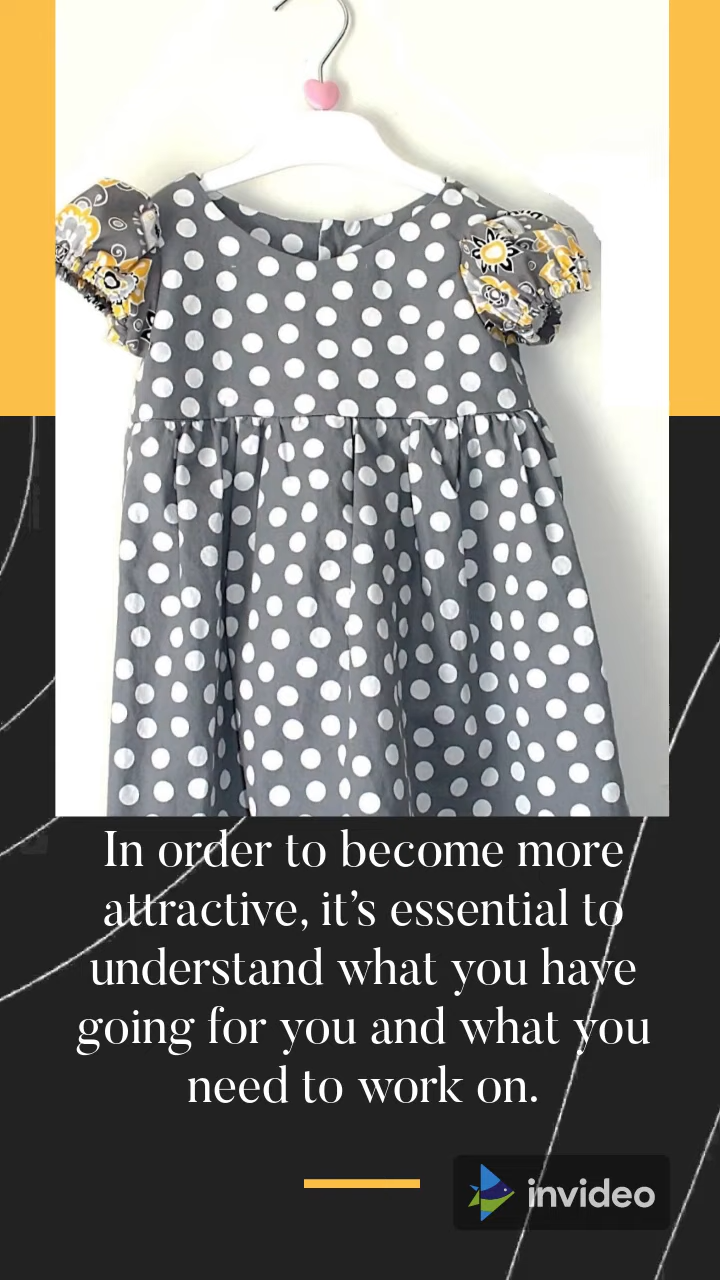 In order to become more
attractive, it’s essential to
understand what you have
going for you and what you
need to work on.
invideo